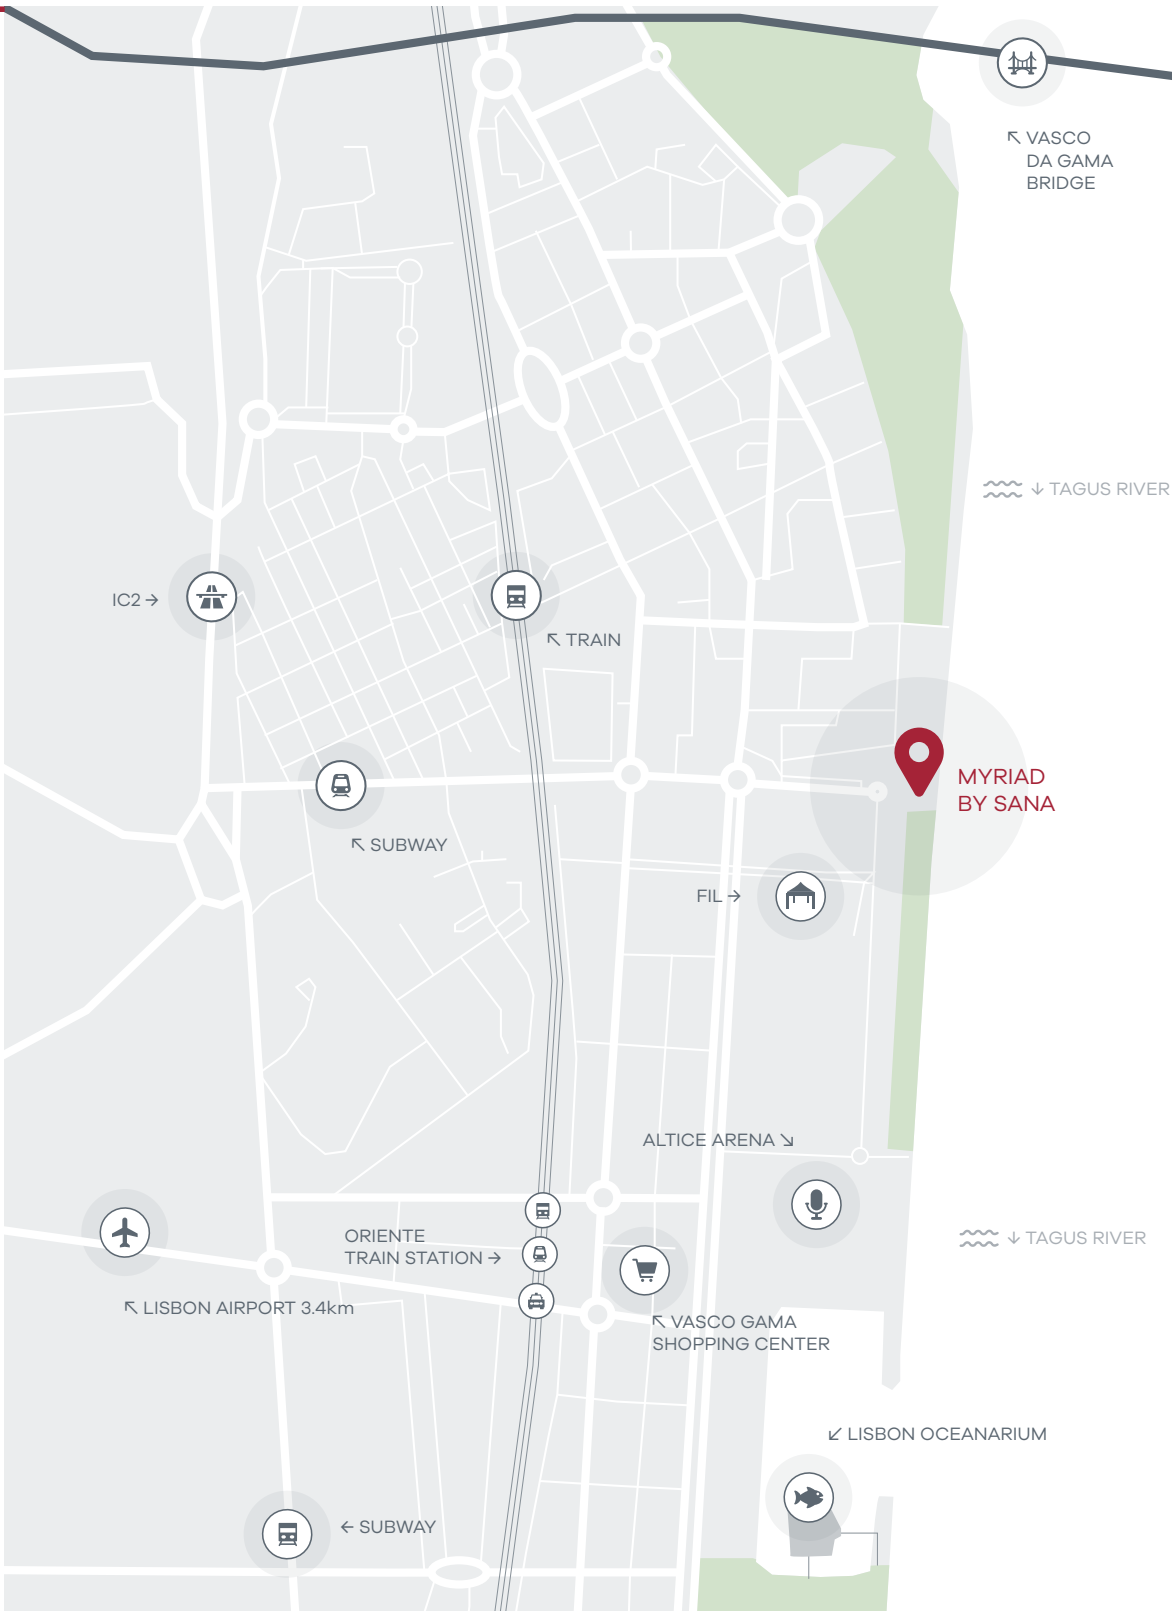 ↖ VASCO
DA GAMA
BRIDGE
↓ TAGUS RIVER
IC2 →
↖ TRAIN
MYRIAD
BY SANA
↖ SUBWAY
FIL →
ALTICE ARENA ↘
ORIENTE
TRAIN STATION →
↓ TAGUS RIVER
↖ LISBON AIRPORT 3.4km
↖ VASCO GAMA
SHOPPING CENTER
↙ LISBON OCEANARIUM
← SUBWAY